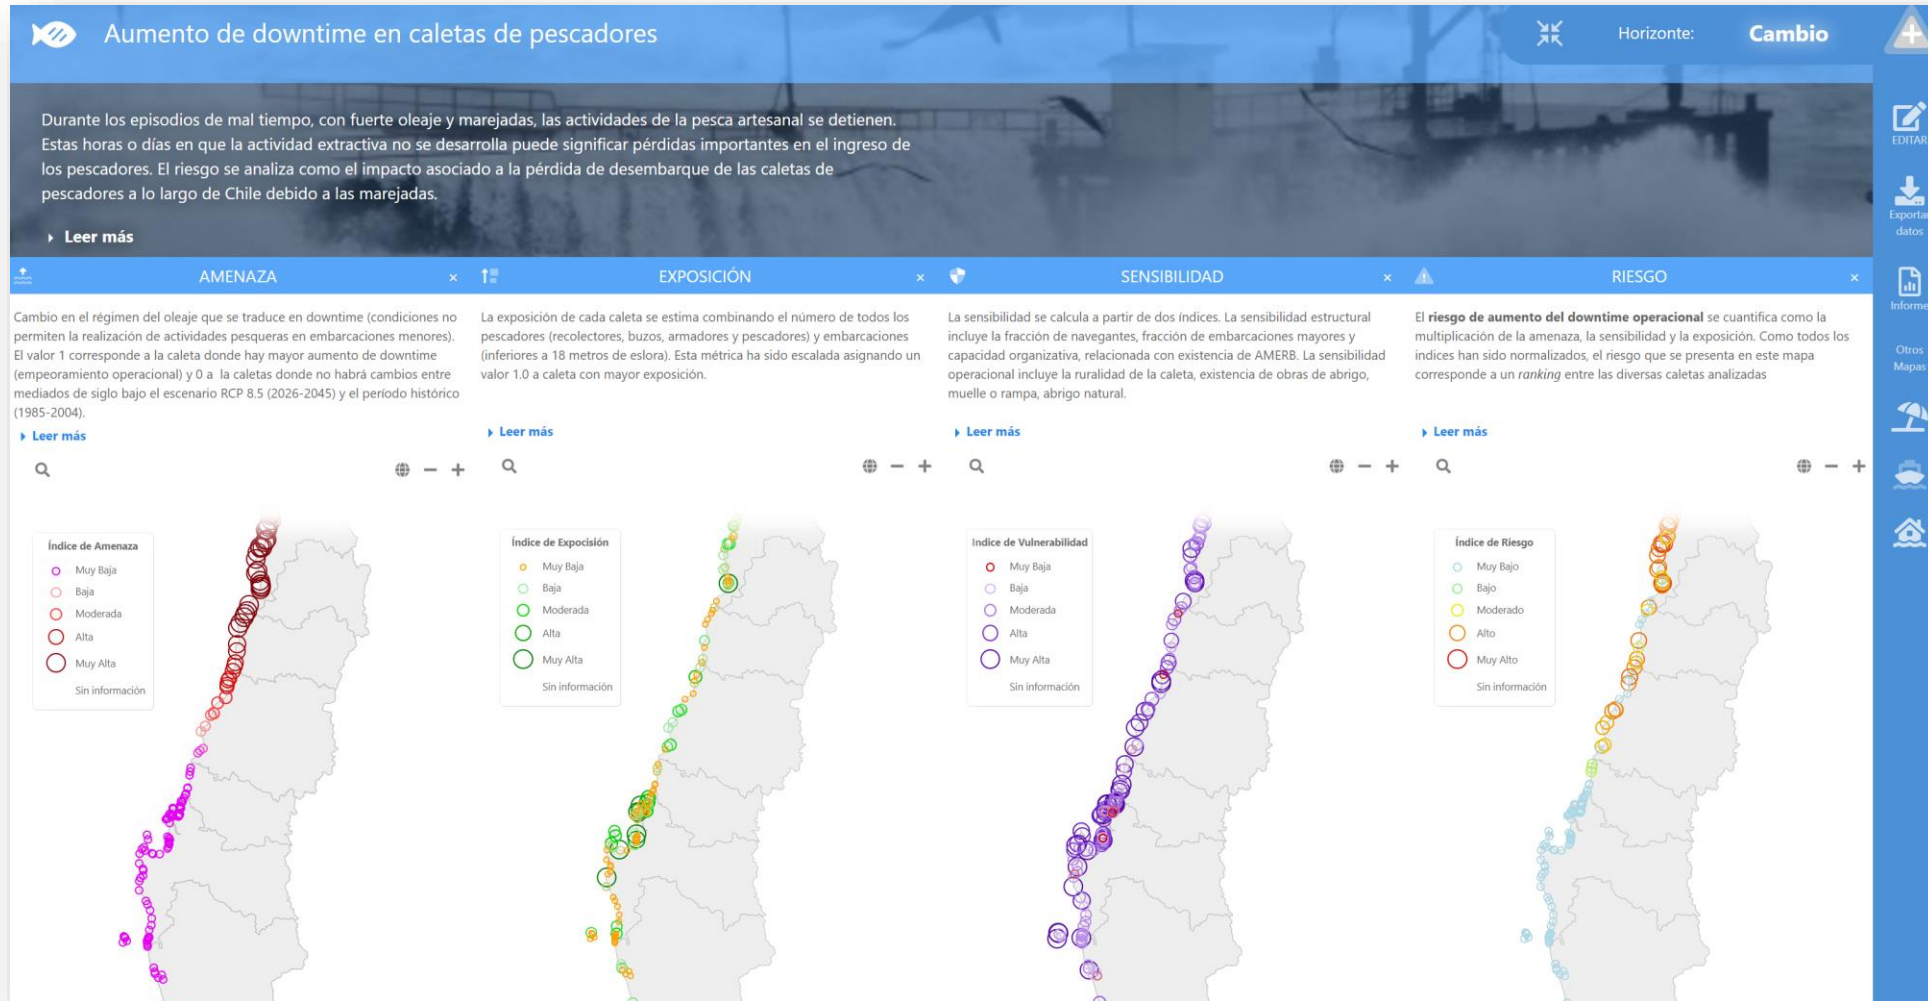 Aumento de downtime en caletas de pescadores
Horizonte:
Cambio
Durante los episodios de mal tiempo, con fuerte oleaje y marejadas, las actividades de la pesca artesanal se detienen.
Estas horas o días en que la actividad extractiva no se desarrolla puede significar pérdidas importantes en el ingreso de
los pescadores. El riesgo se analiza como el impacto asociado a la pérdida de desembarque de las caletas de
pescadores a lo largo de Chile debido a las marejadas.
Leer más
AMENAZA
Cambio en el régimen del oleaje que se traduce en downtime (condiciones no
permiten la realización de actividades pesqueras en embarcaciones menores).
El valor 1 corresponde a la caleta donde hay mayor aumento de downtime
(empeoramiento operacional) y 0 a la caletas donde no habrá cambios entre
mediados de siglo bajo el escenario RCP 8.5 (2026-2045) y el período histórico
(1985-2004).
Leer más
Índice de Amenaza
Muy Baja
Baja
Moderada
Alta
Muy Alta
Sin información
EXPOSICIÓN
La exposición de cada caleta se estima combinando el número de todos los
pescadores (recolectores, buzos, armadores y pescadores) y embarcaciones
(inferiores a 18 metros de eslora). Esta métrica ha sido escalada asignando un
valor 1.0 a caleta con mayor exposición.
Leer más
Índice de Expocisión
Muy Baja
Baja
Moderada
Alta
Muy Alta
Sin información
SENSIBILIDAD
La sensibilidad se calcula a partir de dos índices. La sensibilidad estructural
incluye la fracción de navegantes, fracción de embarcaciones mayores y
capacidad organizativa, relacionada con existencia de AMERB. La sensibilidad
operacional incluye la ruralidad de la caleta, existencia de obras de abrigo,
muelle o rampa, abrigo natural.
Leer más
Indice de Vulnerabilidad
Muy Baja
Baja
Moderada
Alta
Muy Alta
Sin información
RIESGO
El riesgo de aumento del downtime operacional se cuantifica como la
multiplicación de la amenaza, la sensibilidad y la exposición. Como todos los
indices han sido normalizados, el riesgo que se presenta en este mapa
corresponde a un ranking entre las diversas caletas analizadas
Leer más
Índice de Riesgo
Muy Bajo
Bajo
Moderado
Alto
Muy Alto
Sin información
EDITAR
Exportar
datos
Informe
Otros
Mapas